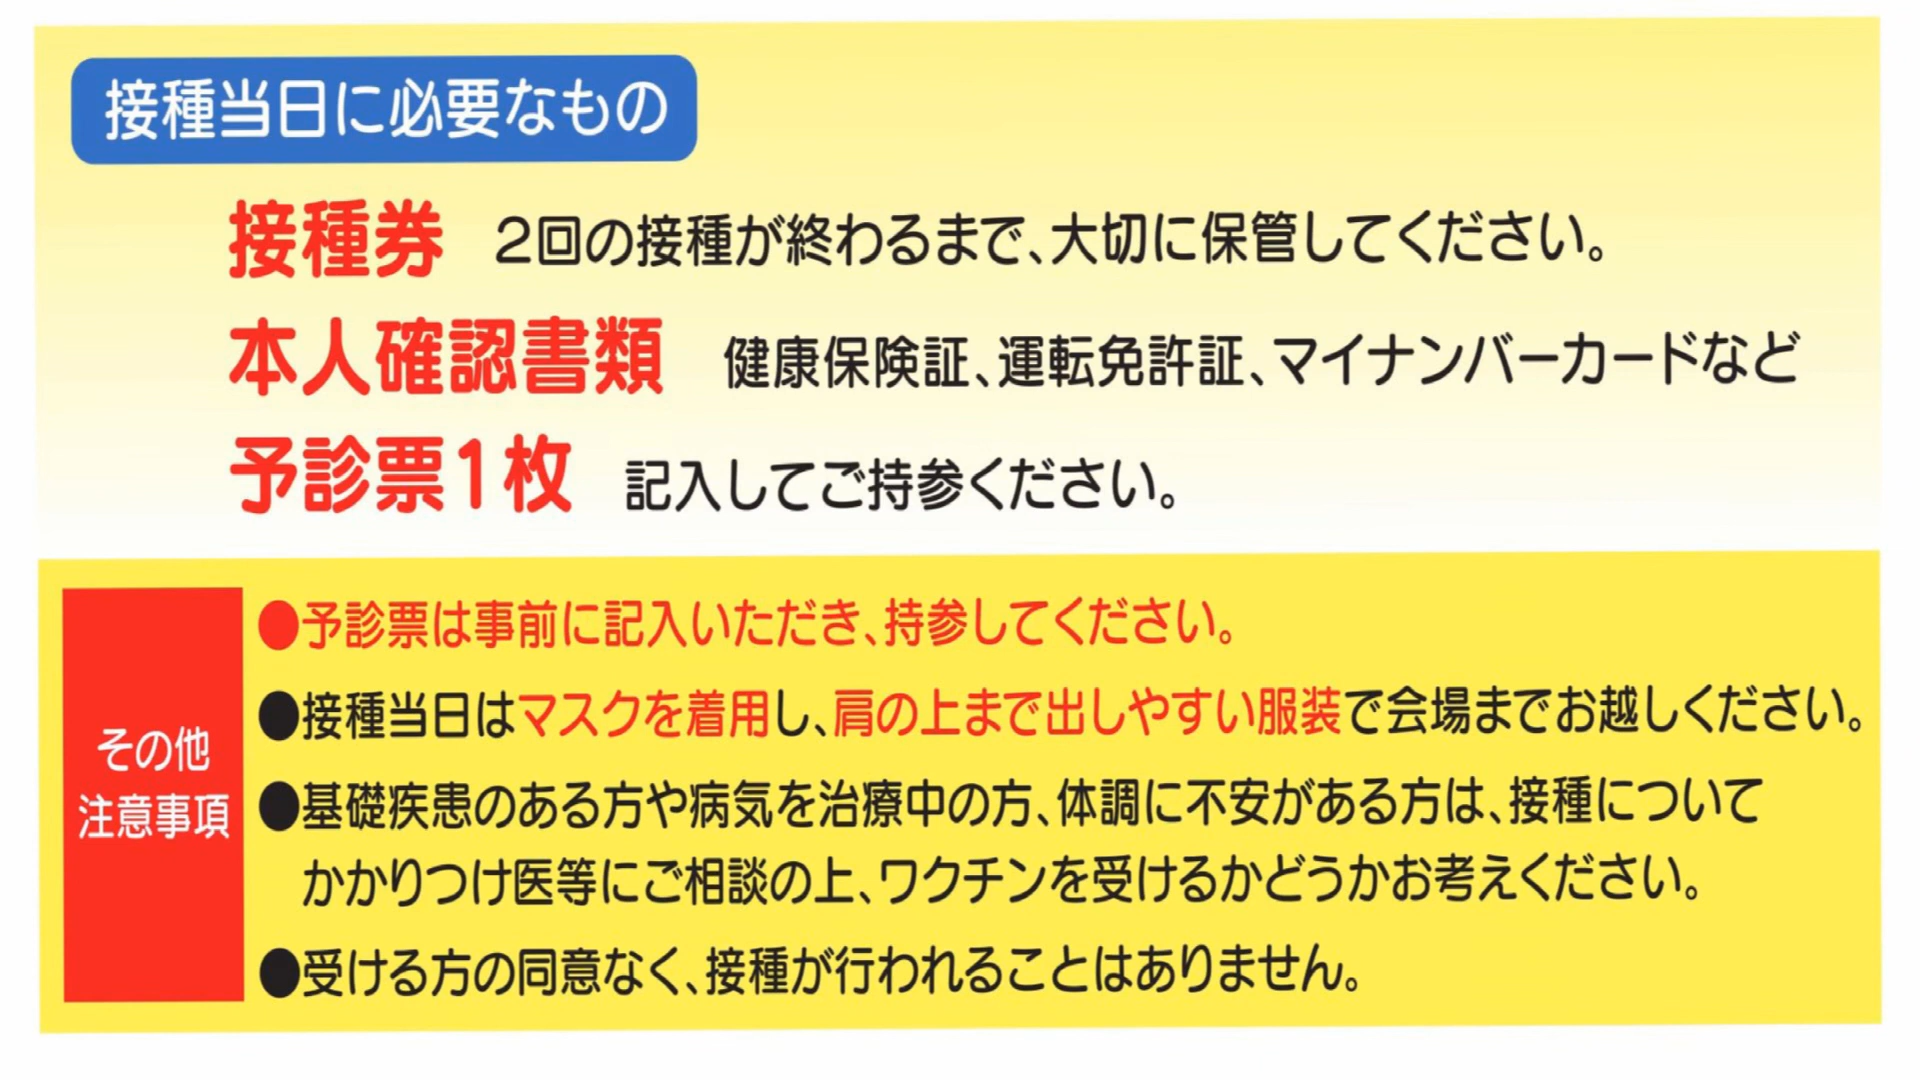 接種当日に必要なもの
接種券 2回の接種が終わるまで、大切に保管してください。
本人確認書類 健康保険証、運転免許証、マイナンバーカードなど
予診票1枚 記入してご持参ください。
その他
注意事項
●予診票は事前に記入いただき、持参してください。
●接種当日はマスクを着用し、肩の上まで出しやすい服装で会場までお越しください。
●基礎疾患のある方や病気を治療中の方、体調に不安がある方は、接種について
かかりつけ医等にご相談の上、ワクチンを受けるかどうかお考えください。
●受ける方の同意なく、接種が行われることはありません。